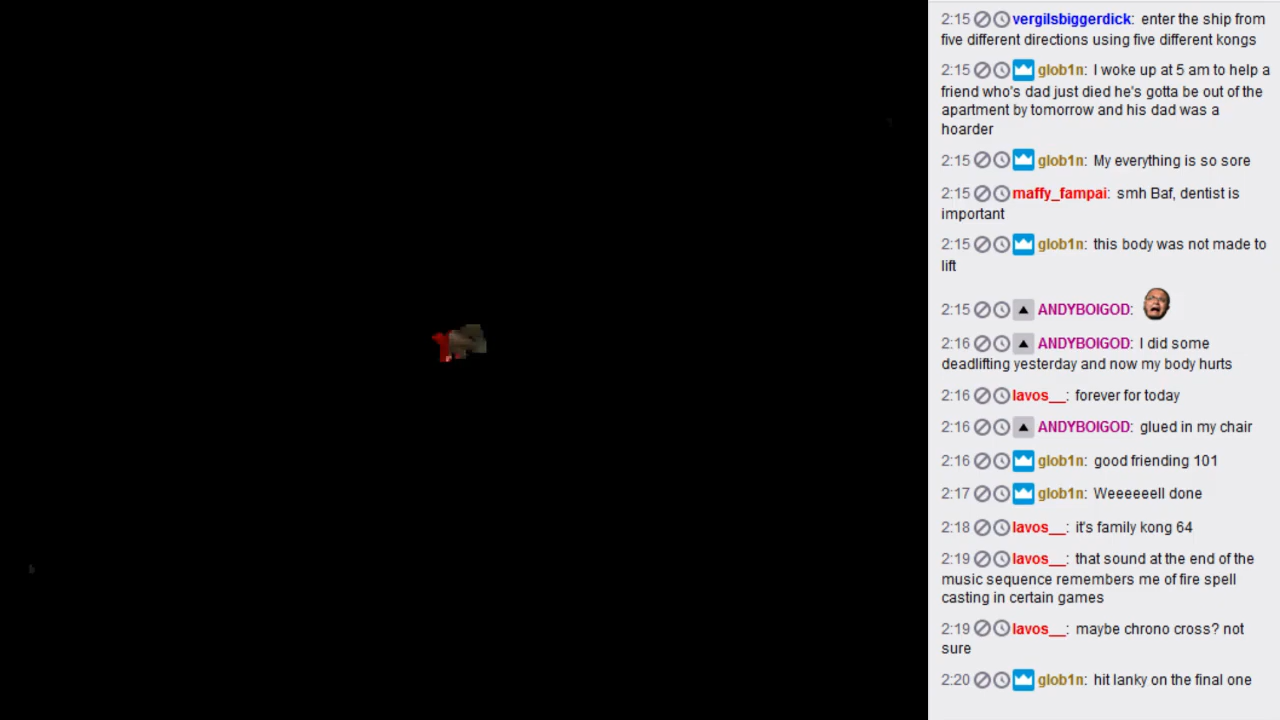 2:15 vergilsbiggerdick: enter the ship from
five different directions using five different kongs
2:15 glob1n: I woke up at 5 am to help a
friend who's dad just died he's gotta be out of the
apartment by tomorrow and his dad was a
hoarder
2:15 glob1n: My everything is so sore
2:15 maffy_fampai: smh Baf, dentist is
important
2:15 glob1n: this body was not made to
lift
2:15 ANDYBOIGOD:
2:16 ANDYBOIGOD: I did some
deadlifting yesterday and now my body hurts
2:16 lavos__: forever for today
2:16 ANDYBOIGOD: glued in my chair
2:16 glob1n: good friending 101
2:17 glob1n: Weeeeeell done
2:18 lavos__: it's family kong 64
2:19 lavos__: that sound at the end of the
music sequence remembers me of fire spell
casting in certain games
2:19 lavos__: maybe chrono cross? not
sure
2:20 glob1n: hit lanky on the final one